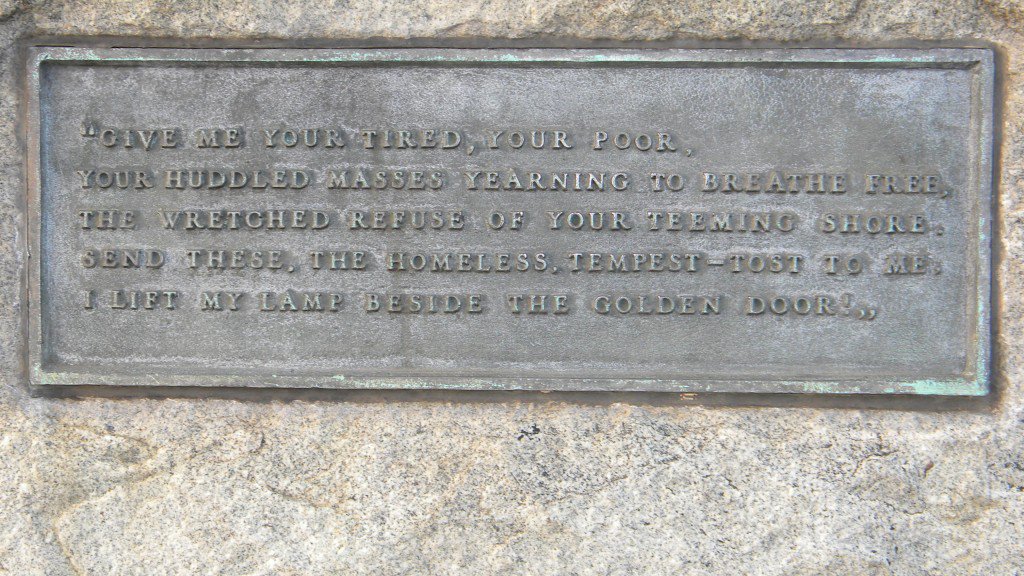 "GIVE ME YOUR TIRED, YOUR POOR,
YOUR HUDDLED MASSES YEARNING TO BREATHE FREE,
THE WRETCHED REFUSE OF YOUR TEEMING SHORE.
SEND THESE, THE HOMELESS, TEMPEST-TOST TO ME,
I LIFT MY LAMP BESIDE THE GOLDEN DOOR!„